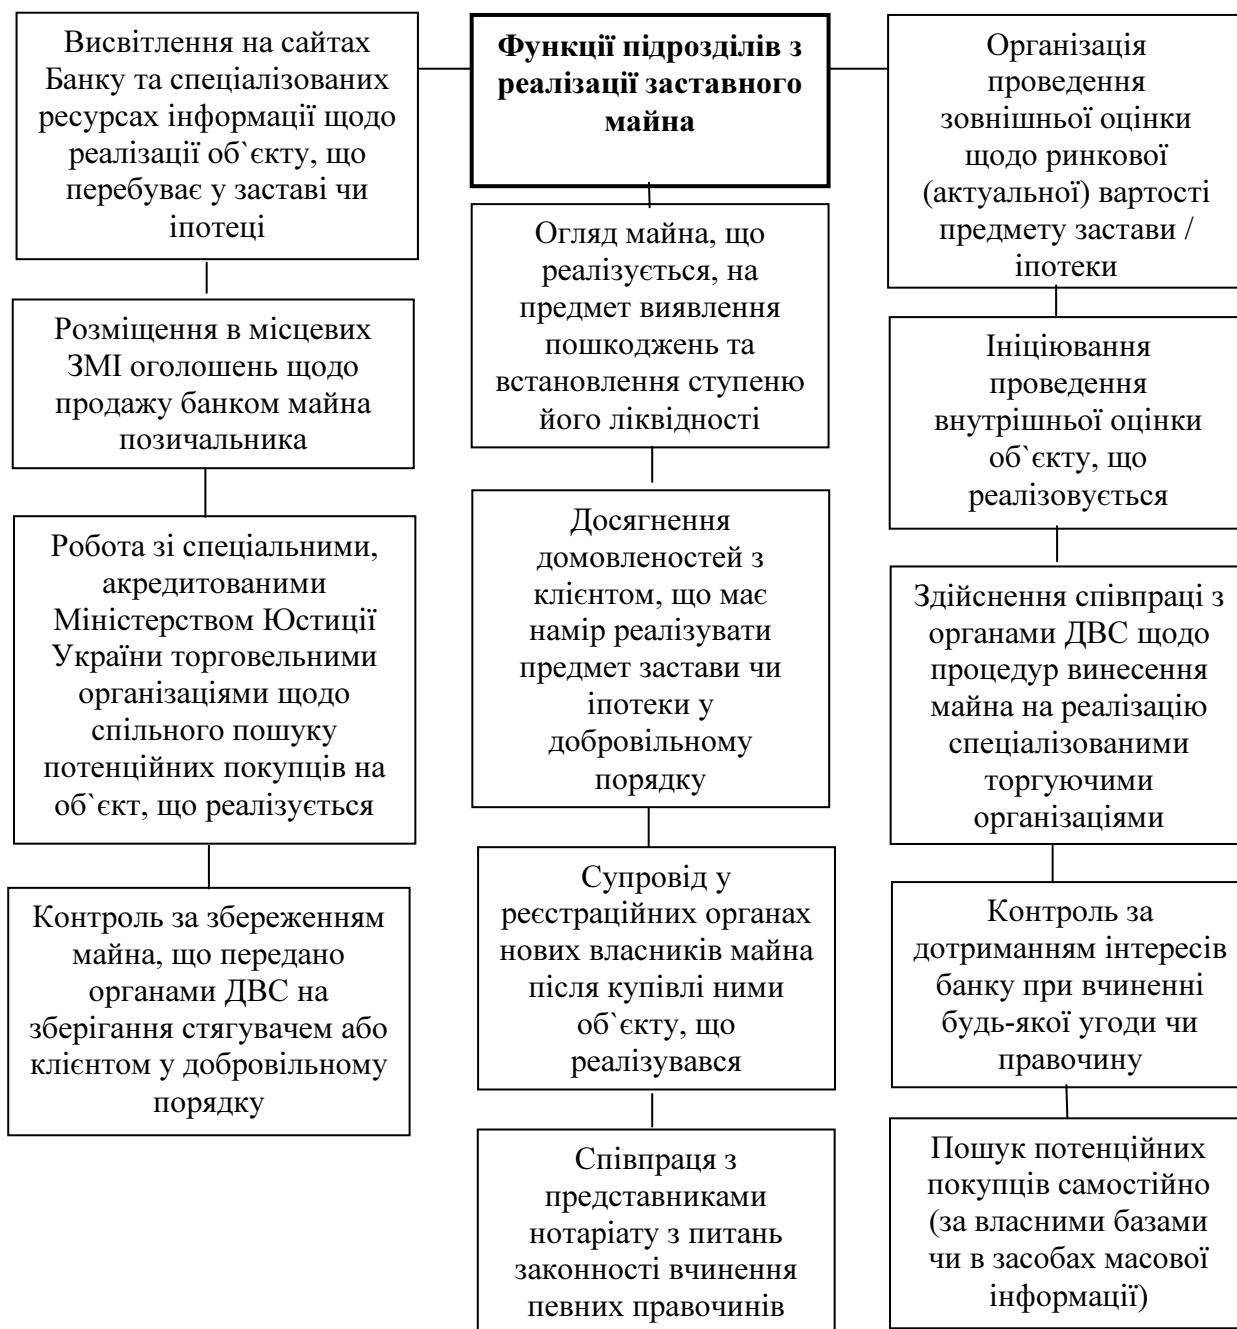 Функції підрозділів з
реалізації заставного
майна
Висвітлення на сайтах
Банку та спеціалізованих
ресурсах інформації щодо
реалізації об`єкту, що
перебуває у заставі чи
іпотеці
Розміщення в місцевих
ЗМІ оголошень щодо
продажу банком майна
позичальника
Робота зі спеціальними,
акредитованими
Міністерством Юстиції
України торговельними
організаціями щодо
спільного пошуку
потенційних покупців на
об`єкт, що реалізується
Контроль за збереженням
майна, що передано
органами ДВС на
зберігання стягувачем або
клієнтом у добровільному
порядку
Огляд майна, що
реалізується, на
предмет виявлення
пошкоджень та
встановлення ступеню
його ліквідності
Досягнення
домовленостей з
клієнтом, що має
намір реалізувати
предмет застави чи
іпотеки у
добровільному
порядку
Супровід у
реєстраційних органах
нових власників майна
після купівлі ними
об`єкту, що
реалізувався
Співпраця з
представниками
нотаріату з питань
законності вчинення
певних правочинів
Організація
проведення
зовнішньої оцінки
щодо ринкової
(актуальної) вартості
предмету застави /
іпотеки
Ініціювання
проведення
внутрішньої оцінки
об`єкту, що
реалізовується
Здійснення співпраці з
органами ДВС щодо
процедур винесення
майна на реалізацію
спеціалізованими
торгуючими
організаціями
Контроль за
дотриманням інтересів
банку при вчиненні
будь-якої угоди чи
правочину
Пошук потенційних
покупців самостійно
(за власними базами
чи в засобах масової
інформації)